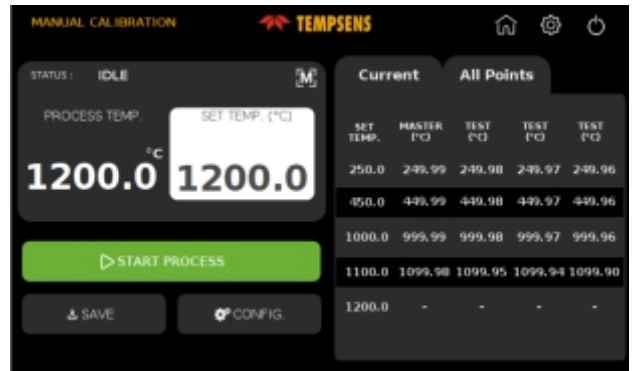 MANUAL CALIBRATION
TEMPSENS
STATUS: IDLE
[M]
PROCESS TEMP.
SET TEMP. (°C)
1200.0 °C
1200.0
START PROCESS
SAVE
CONFIG.
Current
All Points
SET TEMP. MASTER (°C) TEST (°C) TEST (°C) TEST (°C)
250.0 249.99 249.98 249.97 249.96
450.0 449.99 449.98 449.97 449.96
1000.0 999.99 999.98 999.97 999.96
1100.0 1099.98 1099.95 1099.94 1099.90
1200.0 - - - -